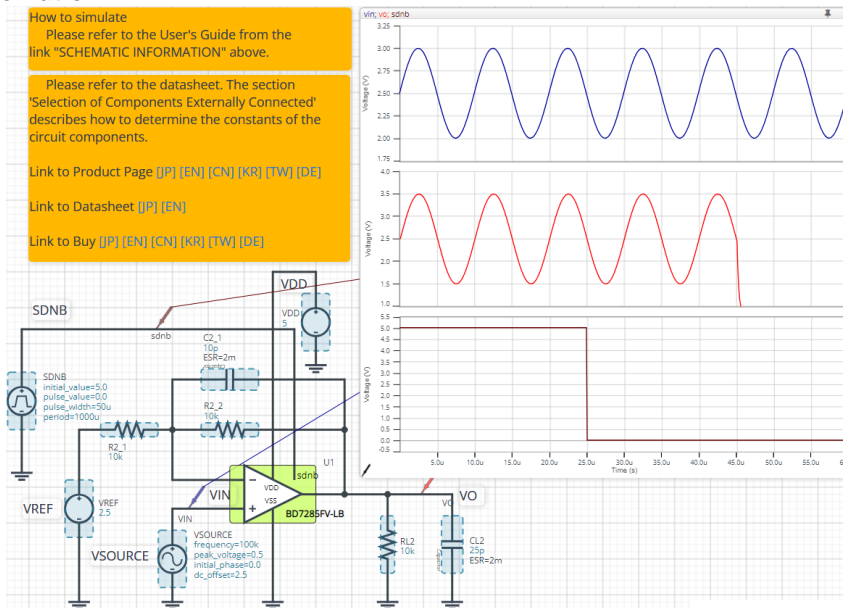 How to simulate
Please refer to the User's Guide from the
link "SCHEMATIC INFORMATION" above.
Please refer to the datasheet. The section
'Selection of Components Externally Connected'
describes how to determine the constants of the
circuit components.
Link to Product Page [JP] [EN] [CN] [KR] [TW] [DE]
Link to Datasheet [JP] [EN]
Link to Buy [JP] [EN] [CN] [KR] [TW] [DE]
vin; vo; sdnb
3.25
3.00
2.75
2.50
2.25
2.00
1.75
Voltage (V)
4.0
3.5
3.0
2.5
2.0
1.5
1.0
Voltage (V)
5.5
5.0
4.5
4.0
3.5
3.0
2.5
2.0
1.5
1.0
0.5
0.0
-0.5
Voltage (V)
5.0u 10.0u 15.0u 20.0u 25.0u 30.0u 35.0u 40.0u 45.0u 50.0u 55.0u 6
Time (s)
SDNB
sdnb
VDD
VDD
5
C2_1
10p
ESR=2m
SDNB
initial_value=5.0
pulse_value=0.0
pulse_width=50u
period=1000u
R2_2
10k
R2_1
10k
U1
sdnb
VDD
VSS
BD7285FV-LB
VIN
VIN
VREF
VREF
2.5
VSOURCE
VSOURCE
frequency=100k
peak_voltage=0.5
initial_phase=0.0
dc_offset=2.5
VO
VO
RL2
10k
CL2
25p
ESR=2m